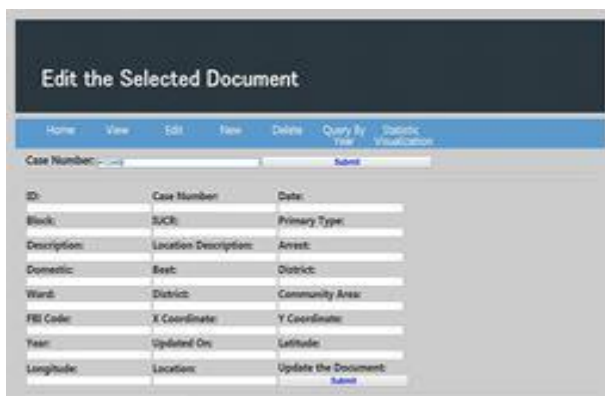 Edit the Selected Document
Home View Edit New Delete Query By Year Statistic Visualization
Case Number: Submit
ID: Case Number: Date:
Block: IUCR: Primary Type:
Description: Location Description: Arrest:
Domestic: Beat: District:
Ward: District: Community Area:
FBI Code: X Coordinate: Y Coordinate:
Year: Updated On: Latitude:
Longitude: Location: Update the Document:
Submit